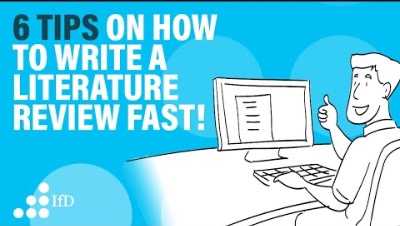 6 TIPS ON HOW
TO WRITE A
LITERATURE
REVIEW FAST!
IfD